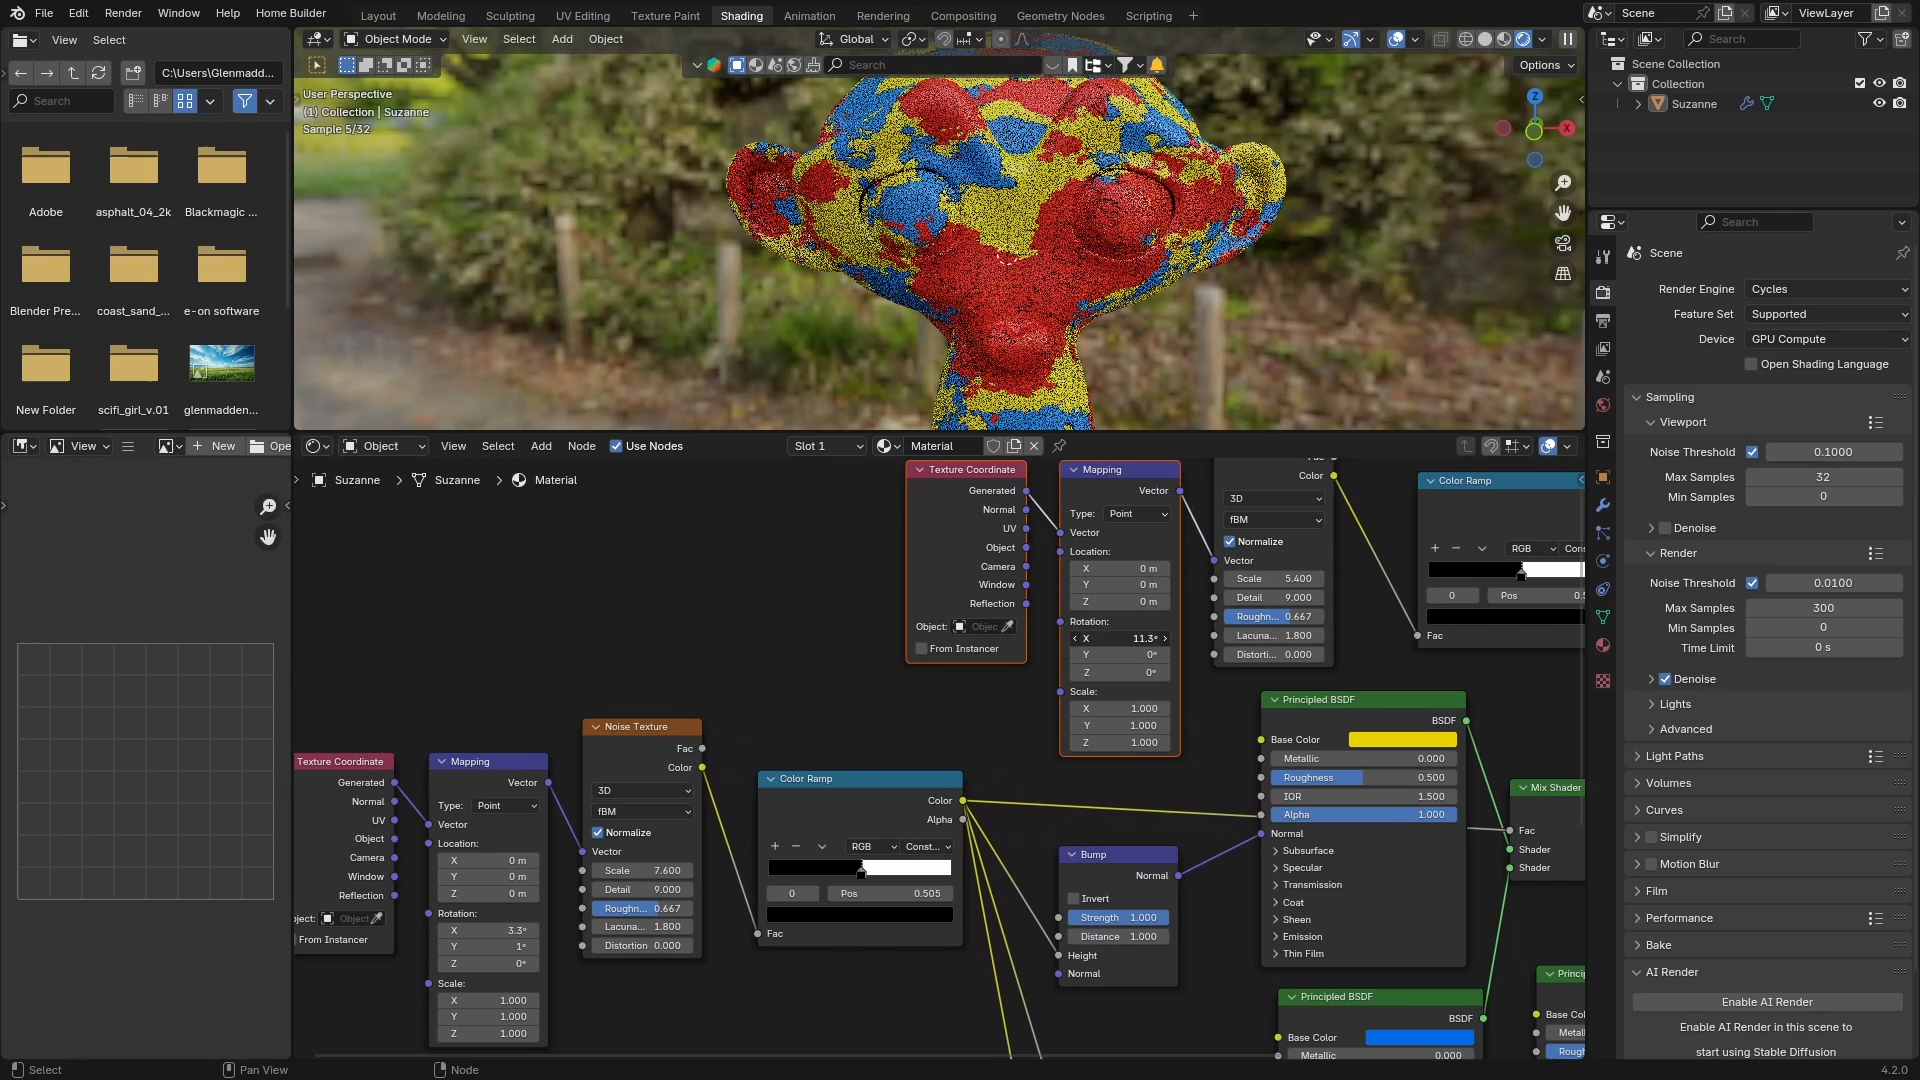 File Edit Render Window Help Home Builder
Layout Modeling Sculpting UV Editing Texture Paint Shading Animation Rendering Compositing Geometry Nodes Scripting +
Scene ViewLayer
View Select
C:\Users\Glenmadd...
Search
Adobe asphalt_04_2k Blackmagic ...
Blender Pre... coast_sand_... e-on software
New Folder scifi_girl_v.01 glenmadden...
Object Mode View Select Add Object Global
Search Options
User Perspective
(1) Collection | Suzanne
Sample 5/32
Z
X
Search
Scene Collection
Collection
Suzanne
View + New Ope
Object View Select Add Node Use Nodes Slot 1 Material
Suzanne > Suzanne > Material
Texture Coordinate
Generated
Normal
UV
Object
Camera
Window
Reflection
Object: Objec
From Instancer
Mapping
Vector
Type: Point
Vector
Location:
X 0 m
Y 0 m
Z 0 m
Rotation:
X 11.3°
Y 0°
Z 0°
Scale:
X 1.000
Y 1.000
Z 1.000
Color
3D
fBM
Normalize
Vector
Scale 5.400
Detail 9.000
Roughn... 0.667
Lacuna... 1.800
Distorti... 0.000
Color Ramp
RGB Cons
0 Pos 0.5
Fac
Texture Coordinate
Generated
Normal
UV
Object
Camera
Window
Reflection
ject: Object
From Instancer
Mapping
Vector
Type: Point
Vector
Location:
X 0 m
Y 0 m
Z 0 m
Rotation:
X 3.3°
Y 1°
Z 0°
Scale:
X 1.000
Y 1.000
Z 1.000
Noise Texture
Fac
Color
3D
fBM
Normalize
Vector
Scale 7.600
Detail 9.000
Roughn... 0.667
Lacuna... 1.800
Distortion 0.000
Color Ramp
Color
Alpha
RGB Const...
0 Pos 0.505
Fac
Bump
Normal
Invert
Strength 1.000
Distance 1.000
Height
Normal
Principled BSDF
BSDF
Base Color
Metallic 0.000
Roughness 0.500
IOR 1.500
Alpha 1.000
Normal
Subsurface
Specular
Transmission
Coat
Sheen
Emission
Thin Film
Principled BSDF
BSDF
Base Color
Metallic 0.000
Mix Shader
Fac
Shader
Shader
Princip
Base Col
Metall
Rough
Search
Scene
Render Engine Cycles
Feature Set Supported
Device GPU Compute
Open Shading Language
Sampling
Viewport
Noise Threshold 0.1000
Max Samples 32
Min Samples 0
Denoise
Render
Noise Threshold 0.0100
Max Samples 300
Min Samples 0
Time Limit 0 s
Denoise
Lights
Advanced
Light Paths
Volumes
Curves
Simplify
Motion Blur
Film
Performance
Bake
AI Render
Enable AI Render
Enable AI Render in this scene to
start using Stable Diffusion
Select Pan View Node 4.2.0